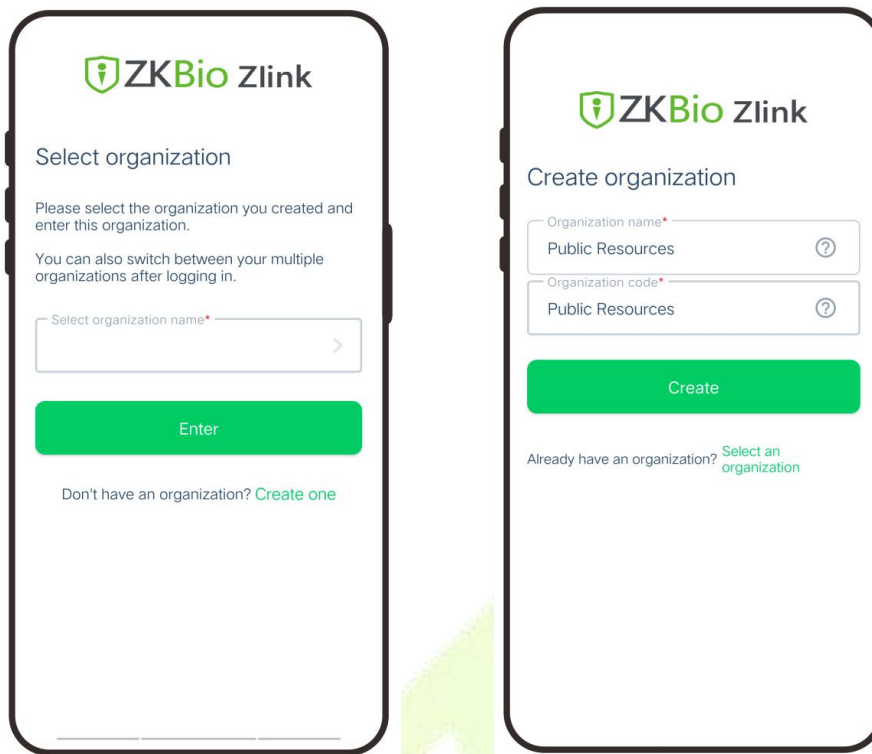 ZKBio Zlink
Select organization
Please select the organization you created and
enter this organization.
You can also switch between your multiple
organizations after logging in.
Select organization name*
Enter
Don't have an organization? Create one
ZKBio Zlink
Create organization
Organization name*
Public Resources
Organization code*
Public Resources
Create
Already have an organization? Select an
organization